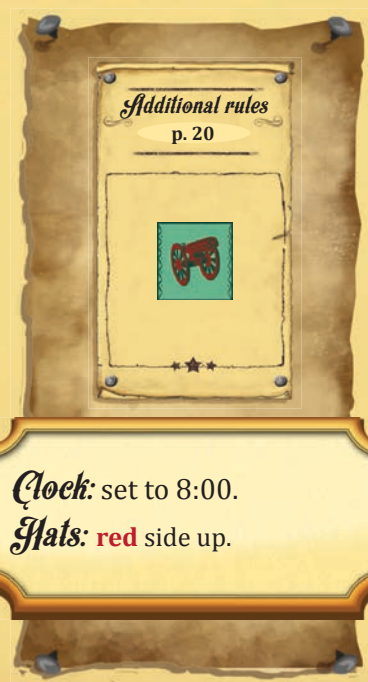 Additional rules
p. 20
Clock: set to 8:00.
Hats: red side up.